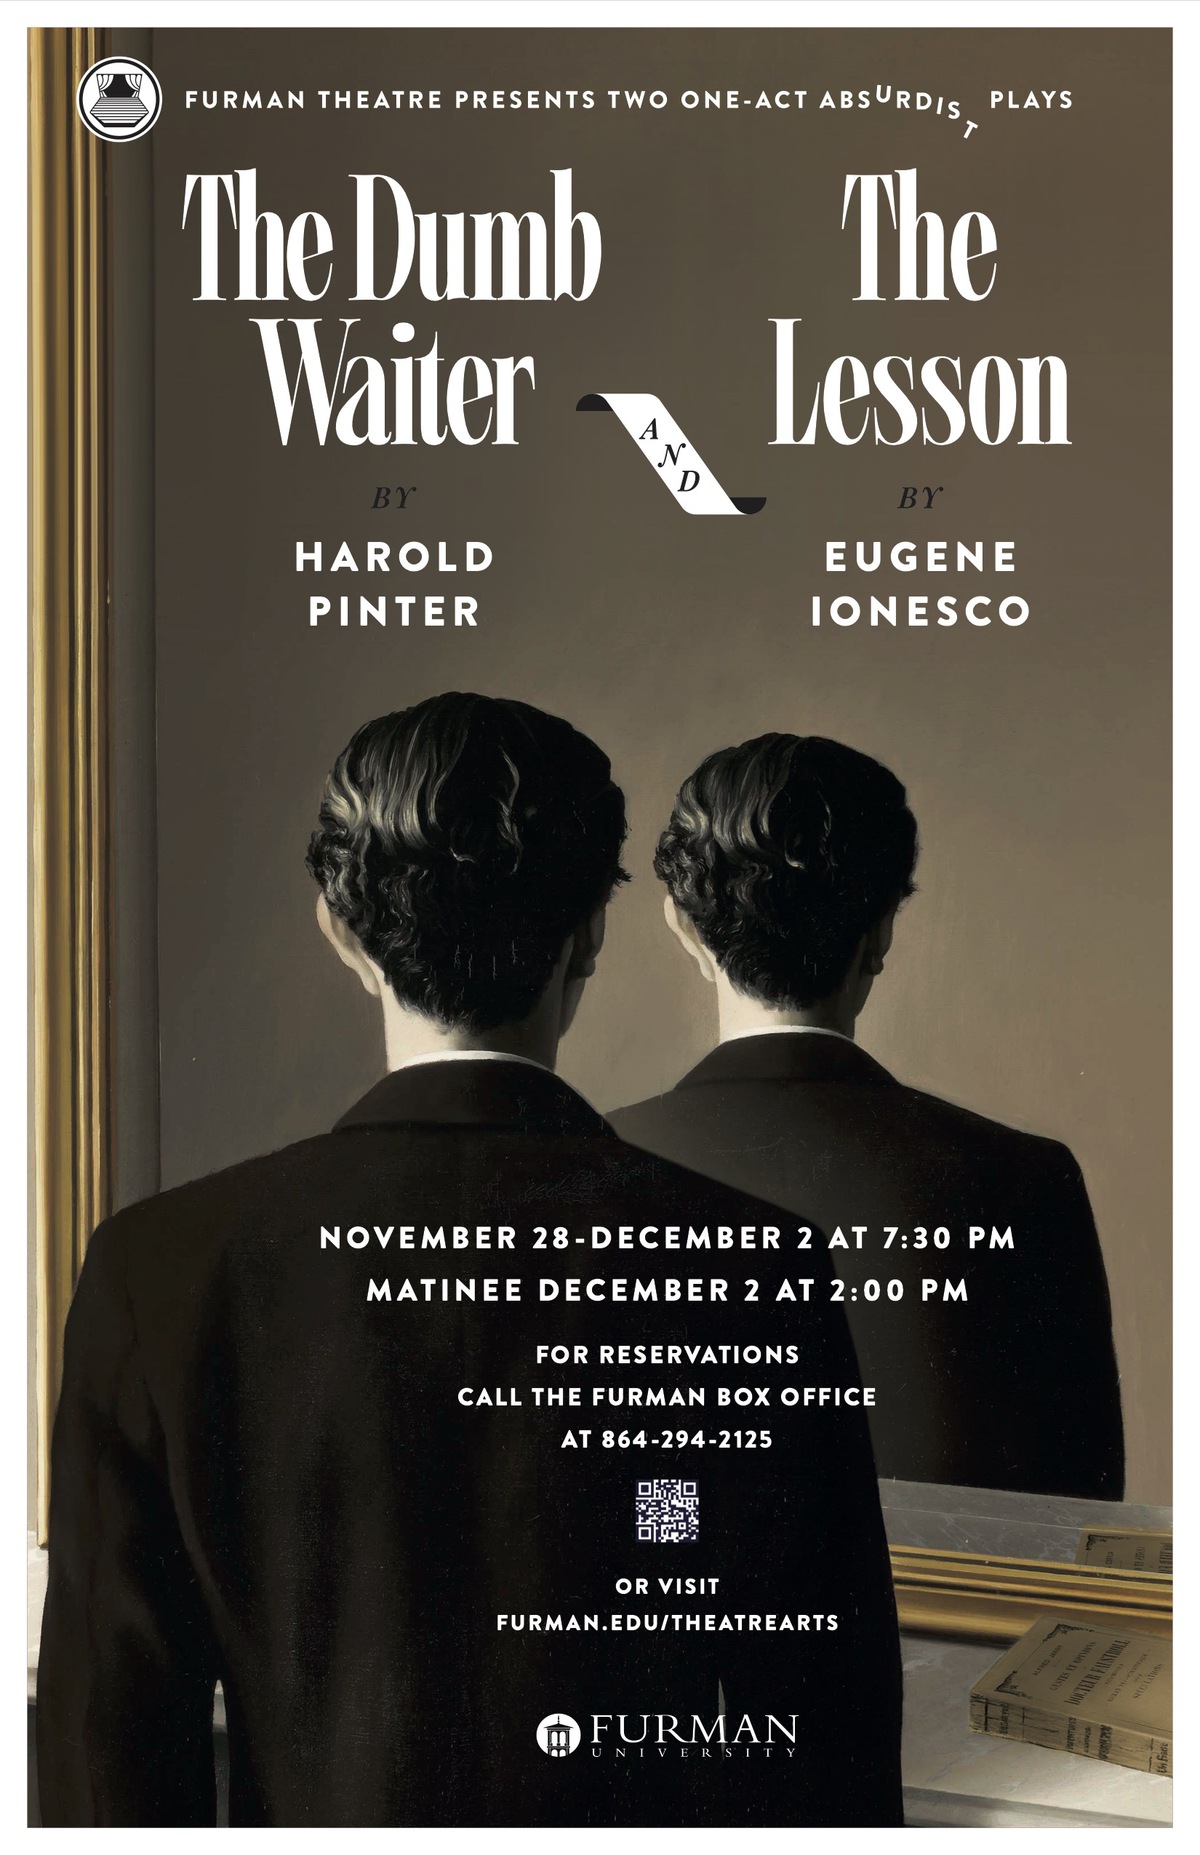 FURMAN THEATRE PRESENTS TWO ONE-ACT ABSURDIST PLAYS
The Dumb
Waiter
AND
The
Lesson
BY
HAROLD
PINTER
BY
EUGENE
IONESCO
NOVEMBER 28-DECEMBER 2 AT 7:30 PM
MATINEE DECEMBER 2 AT 2:00 PM
FOR RESERVATIONS
CALL THE FURMAN BOX OFFICE
AT 864-294-2125
OR VISIT
FURMAN.EDU/THEATREARTS
FURMAN
UNIVERSITY